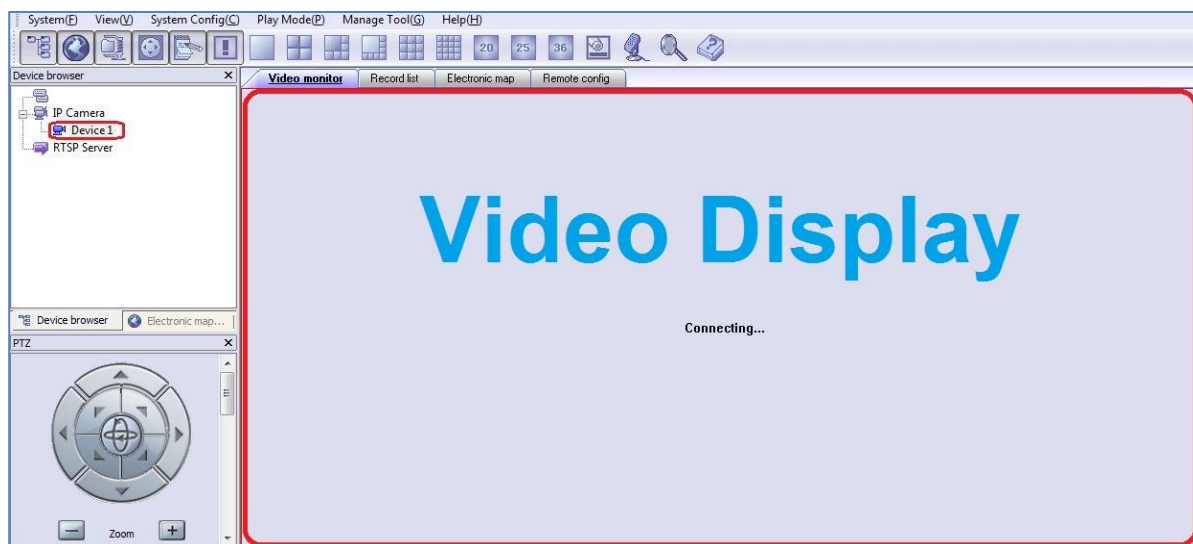 System(F) View(V) System Config(C) Play Mode(P) Manage Tool(G) Help(H)
20 25 36
Device browser X
Video monitor Record list Electronic map Remote config
IP Camera
Device 1
RTSP Server
Video Display
Connecting...
Device browser Electronic map...
PTZ X
Zoom